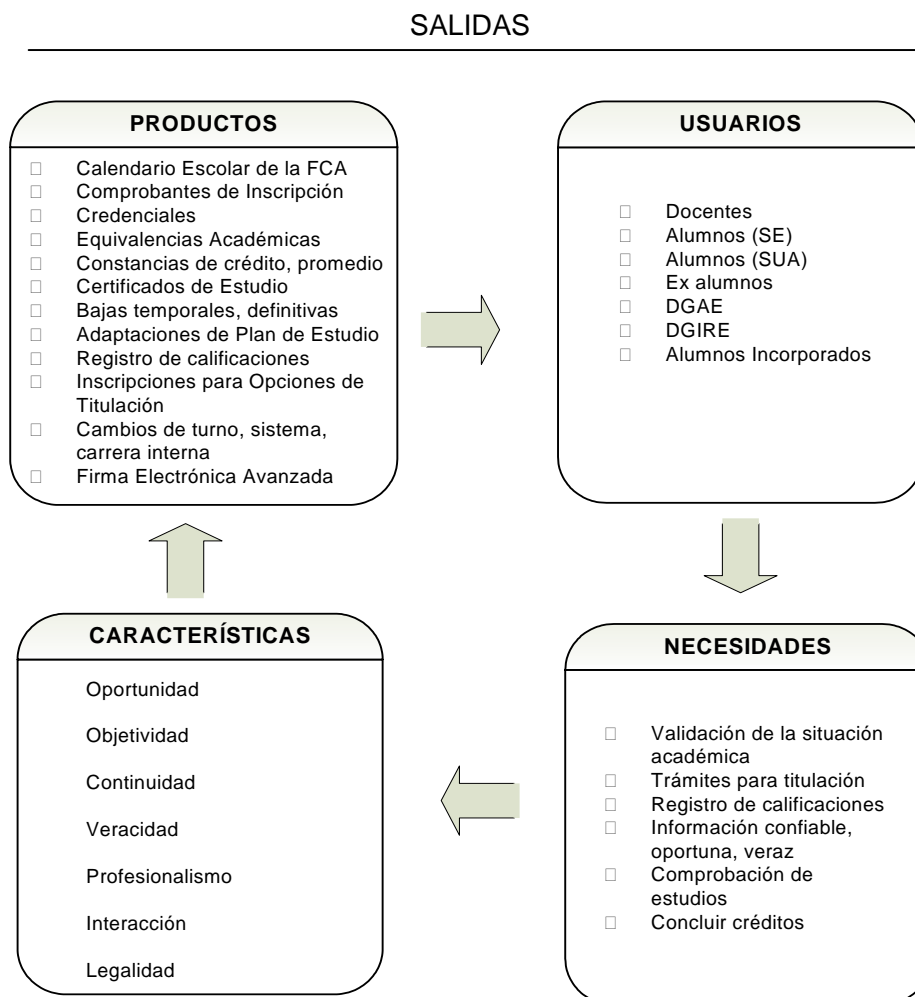 SALIDAS
PRODUCTOS
Calendario Escolar de la FCA
Comprobantes de Inscripción
Credenciales
Equivalencias Académicas
Constancias de crédito, promedio
Certificados de Estudio
Bajas temporales, definitivas
Adaptaciones de Plan de Estudio
Registro de calificaciones
Inscripciones para Opciones de
Titulación
Cambios de turno, sistema,
carrera interna
Firma Electrónica Avanzada
USUARIOS
Docentes
Alumnos (SE)
Alumnos (SUA)
Ex alumnos
DGAE
DGIRE
Alumnos Incorporados
CARACTERÍSTICAS
Oportunidad
Objetividad
Continuidad
Veracidad
Profesionalismo
Interacción
Legalidad
NECESIDADES
Validación de la situación
académica
Trámites para titulación
Registro de calificaciones
Información confiable,
oportuna, veraz
Comprobación de
estudios
Concluir créditos